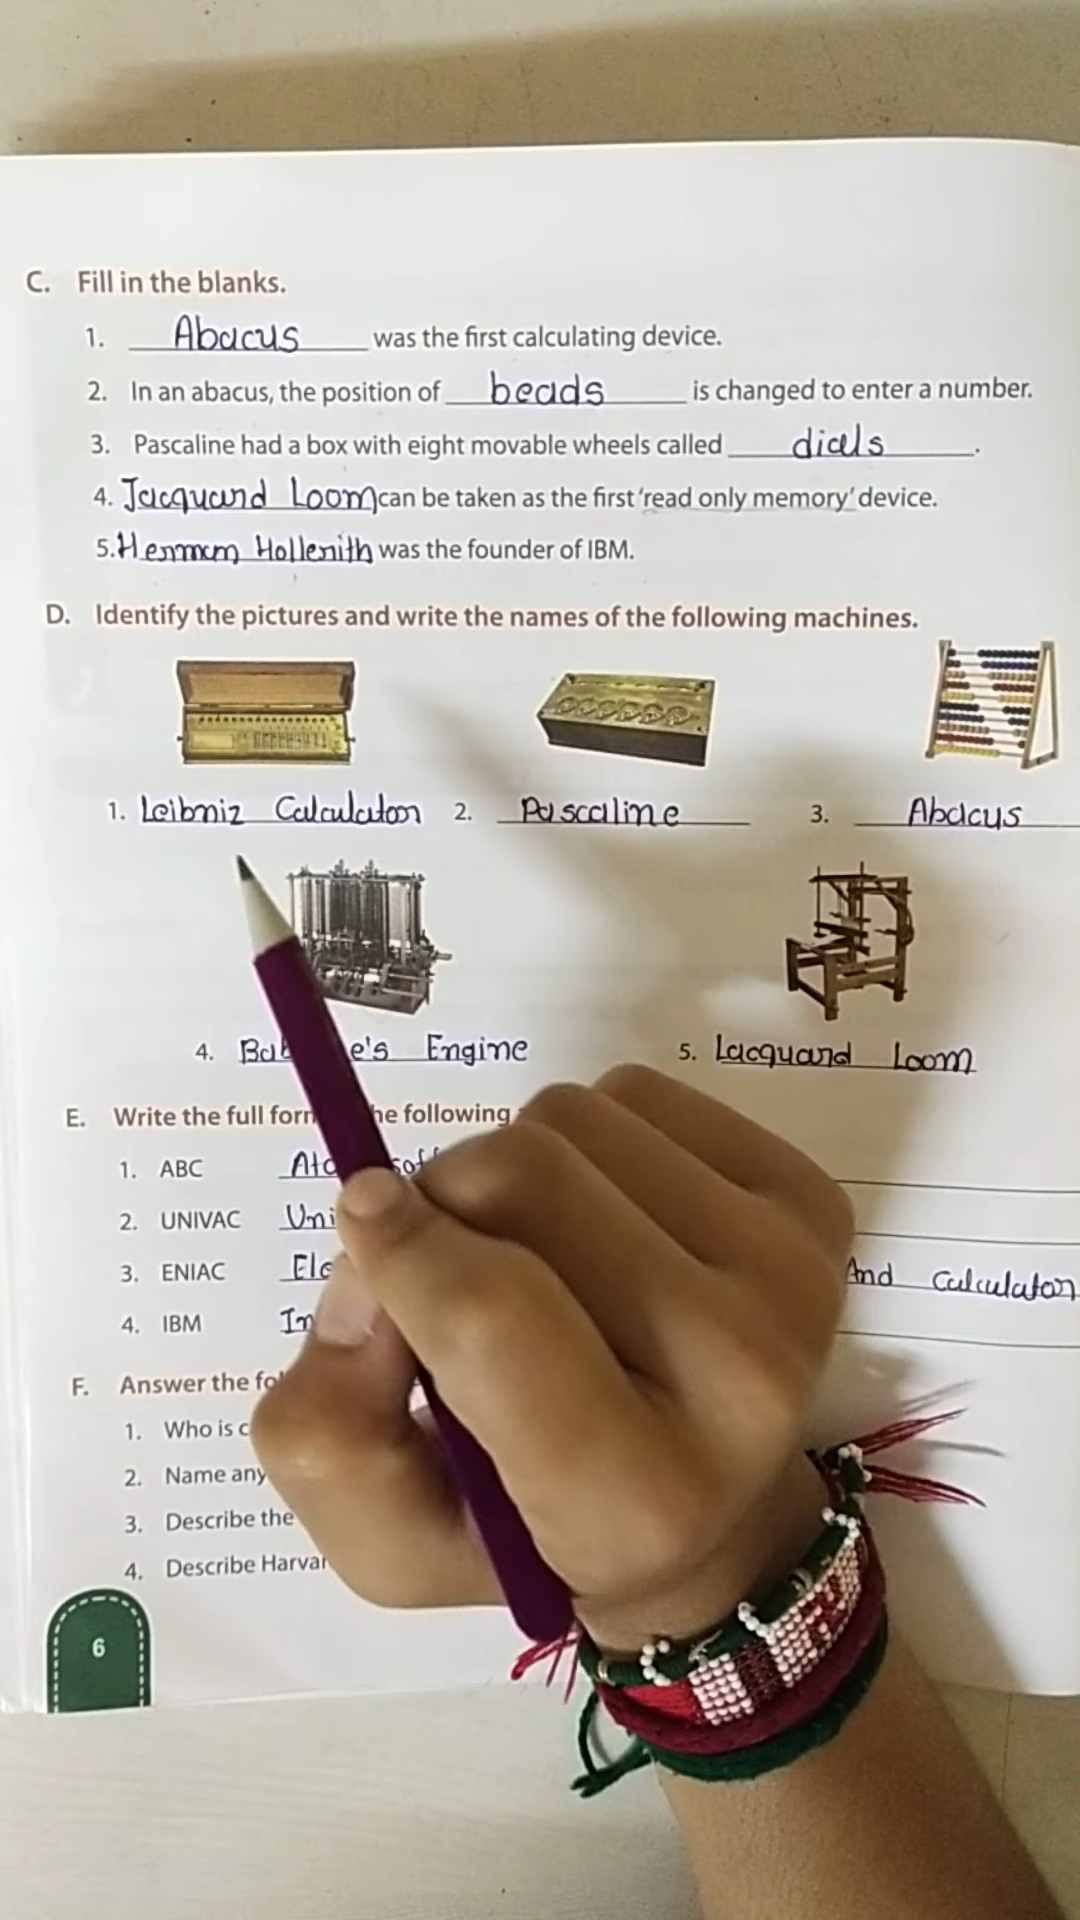 C. Fill in the blanks.
1. Abacus was the first calculating device.
2. In an abacus, the position of beads is changed to enter a number.
3. Pascaline had a box with eight movable wheels called dials.
4. Jacquard Loom can be taken as the first 'read only memory' device.
5. Herman Hollerith was the founder of IBM.
D. Identify the pictures and write the names of the following machines.
1. Leibniz Calculator 2. Pascaline 3. Abacus
4. Engine 5. Lacquard Loom
E. Write the full he following
1. ABC
2. UNIVAC
3. ENIAC And Calculator
4. IBM
F. Answer the
1. Who is
2. Name any
3. Describe the
4. Describe
6